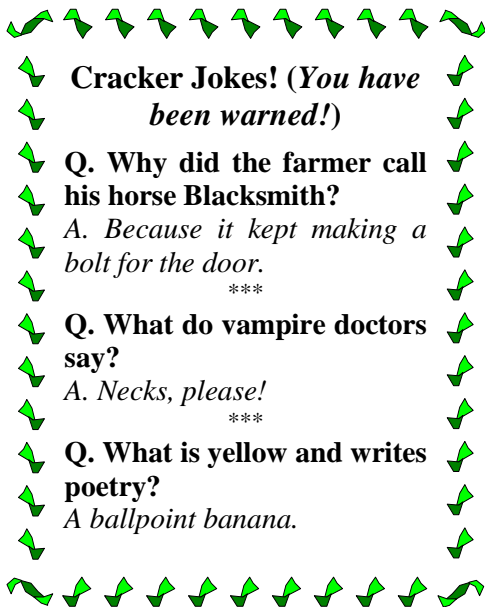 Cracker Jokes! (You have
been warned!)
Q. Why did the farmer call
his horse Blacksmith?
A. Because it kept making a
bolt for the door.
***
Q. What do vampire doctors
say?
A. Necks, please!
***
Q. What is yellow and writes
poetry?
A ballpoint banana.